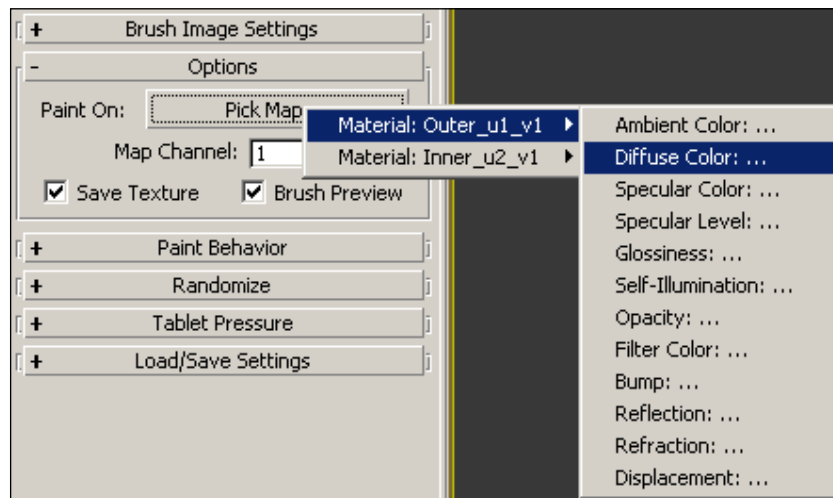 + Brush Image Settings
- Options
Paint On: Pick Map
Map Channel: 1
Save Texture Brush Preview
+ Paint Behavior
+ Randomize
+ Tablet Pressure
+ Load/Save Settings
Material: Outer_u1_v1
Material: Inner_u2_v1
Ambient Color: ...
Diffuse Color: ...
Specular Color: ...
Specular Level: ...
Glossiness: ...
Self-Illumination: ...
Opacity: ...
Filter Color: ...
Bump: ...
Reflection: ...
Refraction: ...
Displacement: ...